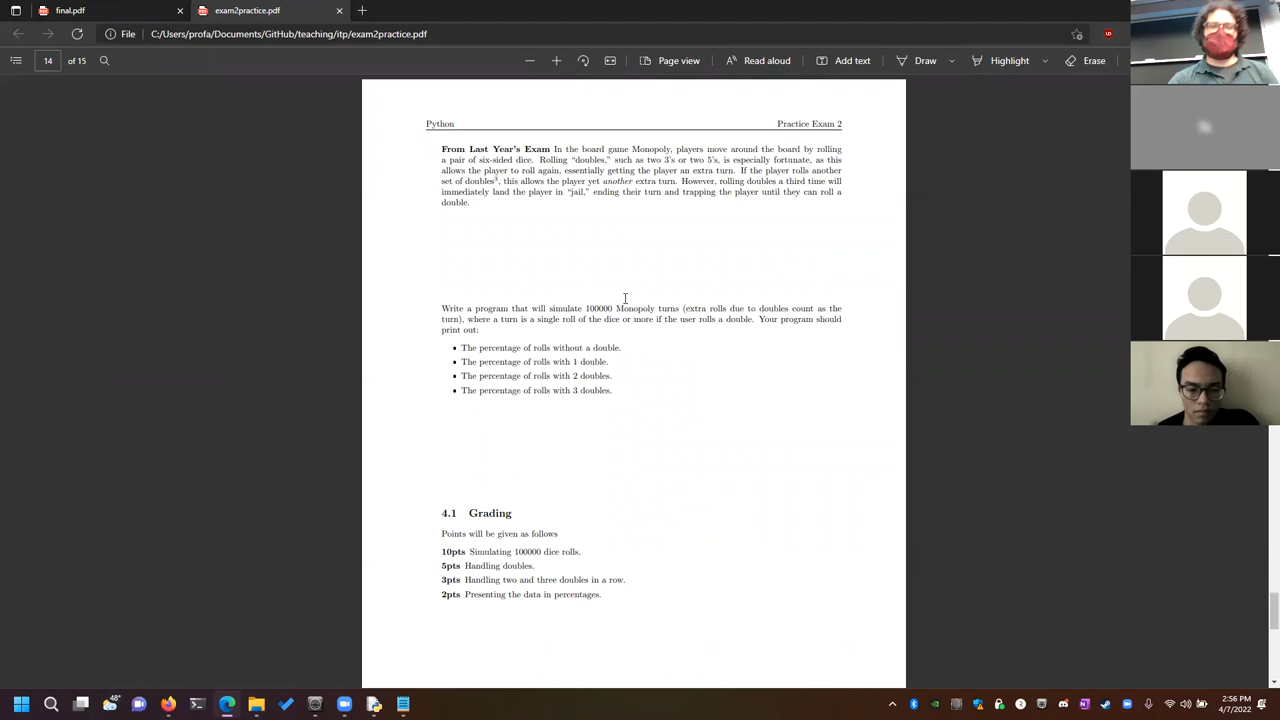 final.pdf
exam2practice.pdf
File
C:/Users/profa/Documents/GitHub/teaching/itp/exam2practice.pdf
14
of 15
Page view
Read aloud
Add text
Draw
Highlight
Erase
Python
Practice Exam 2
From Last Year's Exam In the board game Monopoly, players move around the board by rolling
a pair of six-sided dice. Rolling “doubles,” such as two 3's or two 5's, is especially fortunate, as this
allows the player to roll again, essentially getting the player an extra turn. If the player rolls another
set of doubles3, this allows the player yet another extra turn. However, rolling doubles a third time will
immediately land the player in “jail,” ending their turn and trapping the player until they can roll a
double.
Write a program that will simulate 100000 Monopoly turns (extra rolls due to doubles count as the
turn), where a turn is a single roll of the dice or more if the user rolls a double. Your program should
print out:
• The percentage of rolls without a double.
• The percentage of rolls with 1 double.
• The percentage of rolls with 2 doubles.
• The percentage of rolls with 3 doubles.
4.1 Grading
Points will be given as follows
10pts Simulating 100000 dice rolls.
5pts Handling doubles.
3pts Handling two and three doubles in a row.
2pts Presenting the data in percentages.
48°
2:56 PM
4/7/2022